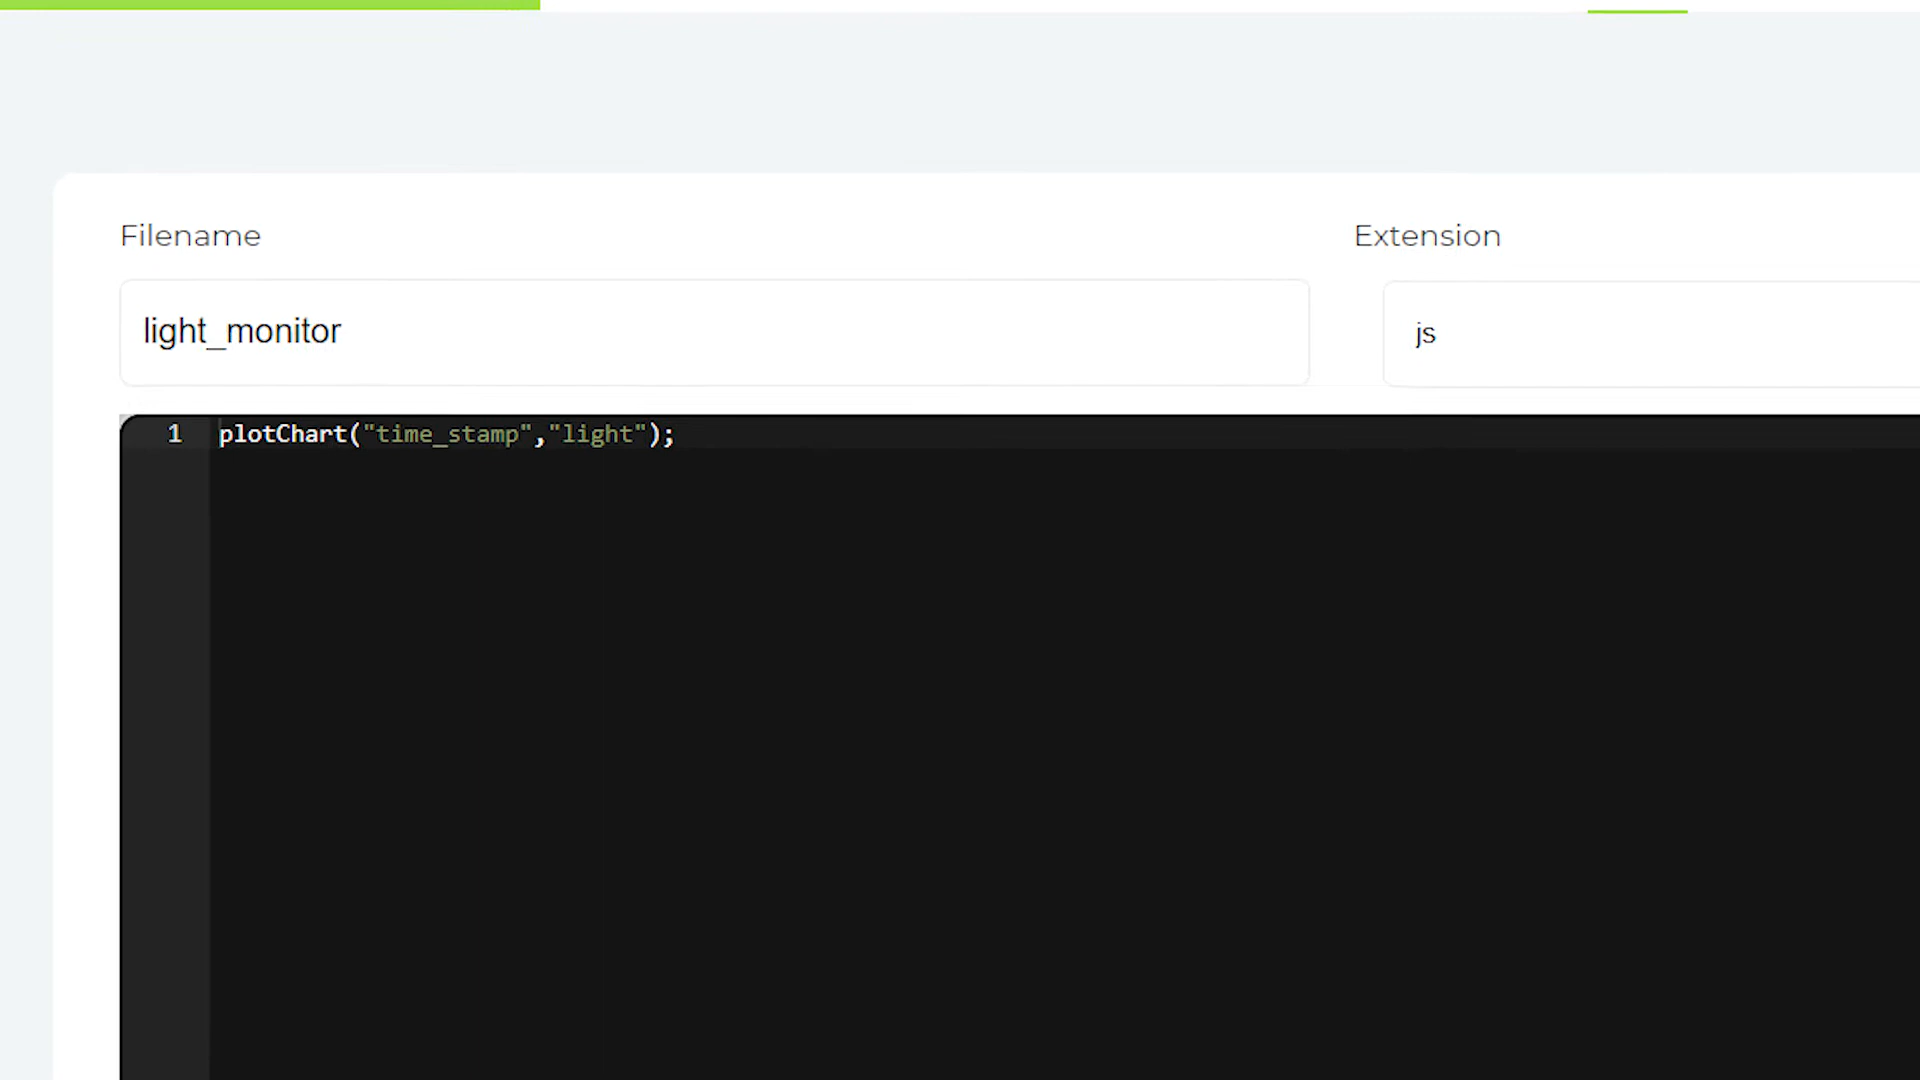 Filename
Extension
light_monitor
js
1 plotChart("time_stamp","light");